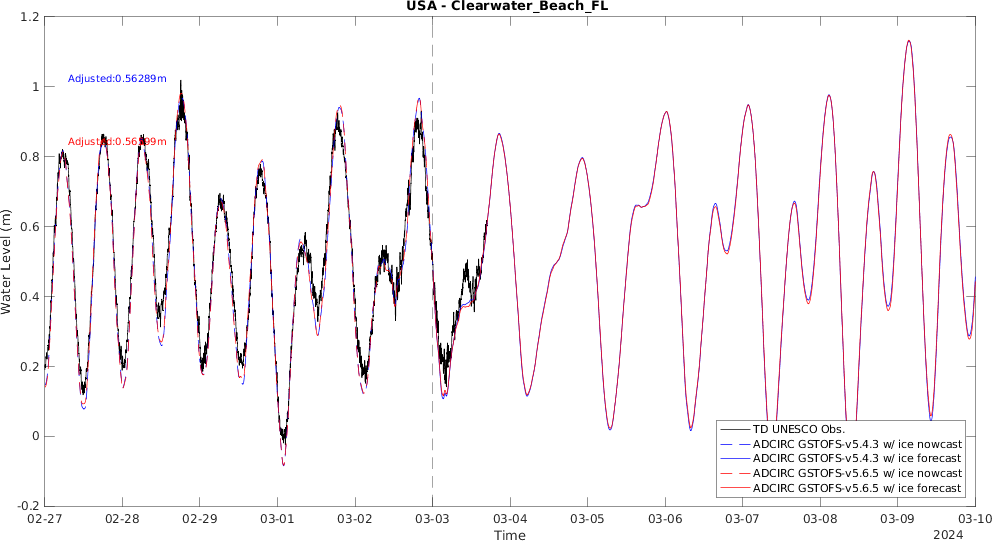 USA - Clearwater_Beach_FL
1.2
1
0.8
0.6
0.4
0.2
0
-0.2
Water Level (m)
Adjusted:0.56289m
TD UNESCO Obs.
ADCIRC GSTOFS-v5.4.3 w/ ice nowcast
ADCIRC GSTOFS-v5.4.3 w/ ice forecast
ADCIRC GSTOFS-v5.6.5 w/ ice nowcast
ADCIRC GSTOFS-v5.6.5 w/ ice forecast
02-27 02-28 02-29 03-01 03-02 03-03 03-04 03-05 03-06 03-07 03-08 03-09 03-10
Time
2024